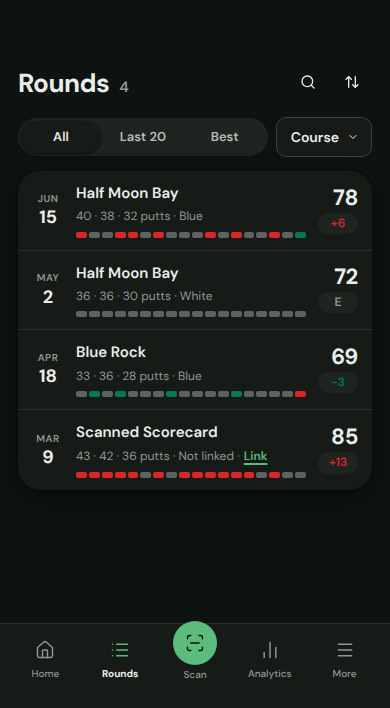 Rounds 4
All Last 20 Best Course
JUN
15
Half Moon Bay
40 · 38 · 32 putts · Blue
78
+6
MAY
2
Half Moon Bay
36 · 36 · 30 putts · White
72
E
APR
18
Blue Rock
33 · 36 · 28 putts · Blue
69
-3
MAR
9
Scanned Scorecard
43 · 42 · 36 putts · Not linked · Link
85
+13
Home Rounds Scan Analytics More